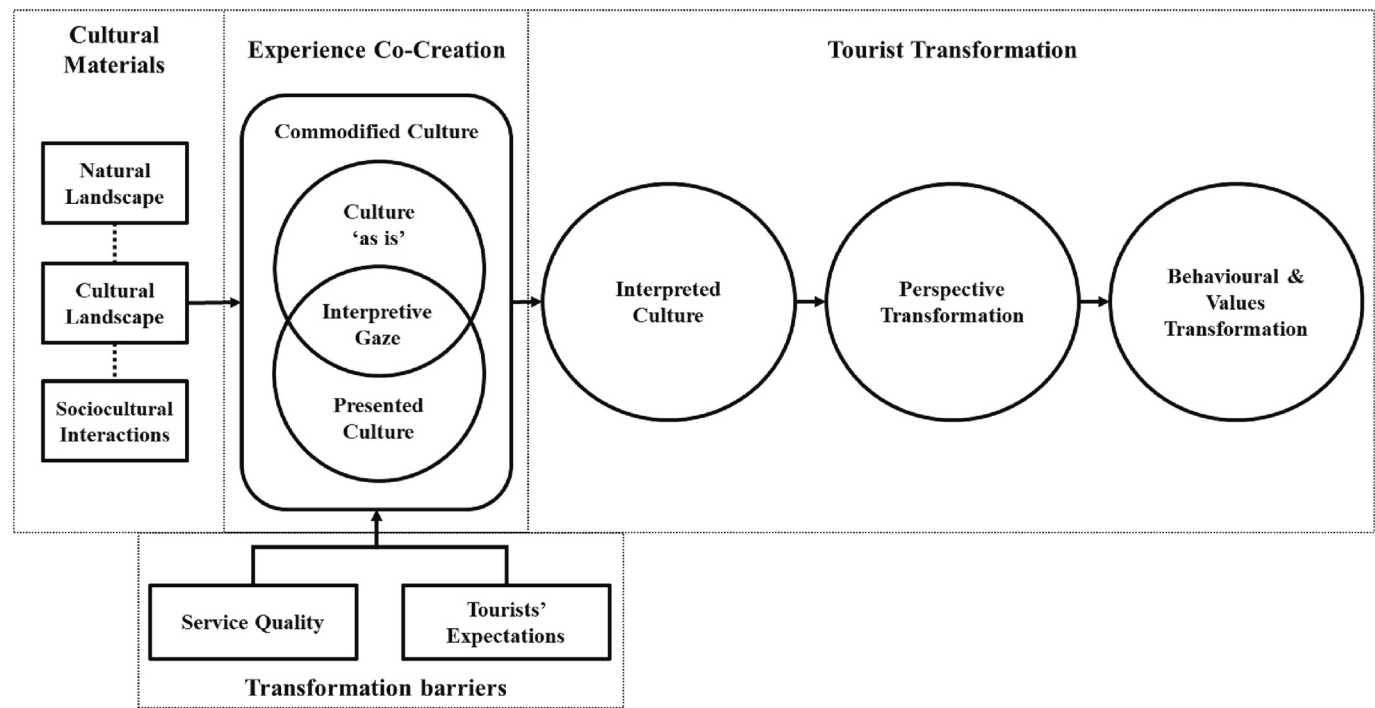 Cultural
Materials
Natural
Landscape
Cultural
Landscape
Sociocultural
Interactions
Experience Co-Creation
Commodified Culture
Culture
‘as is’
Interpretive
Gaze
Presented
Culture
Tourist Transformation
Interpreted
Culture
Perspective
Transformation
Behavioural &
Values
Transformation
Service Quality
Tourists’
Expectations
Transformation barriers